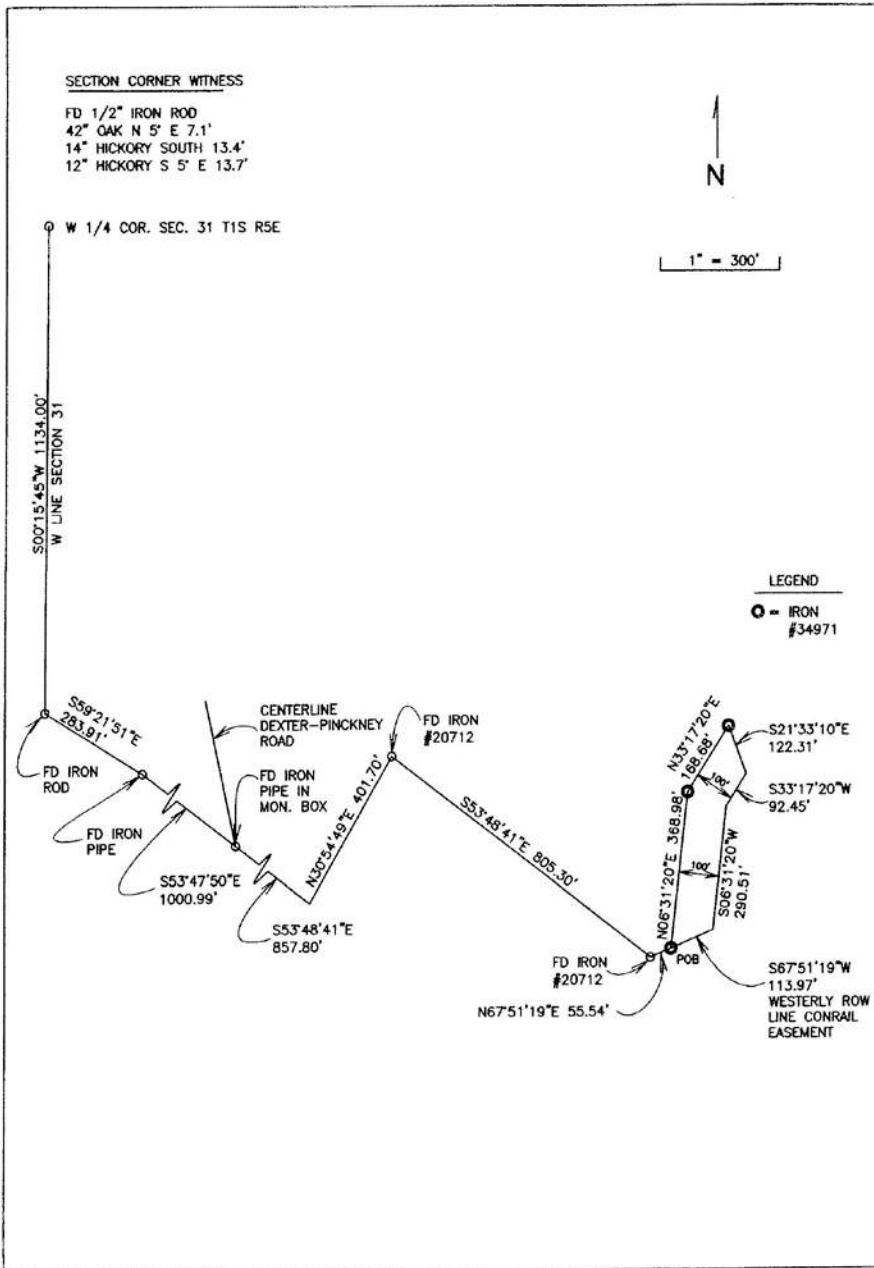 SECTION CORNER WITNESS
FD 1/2" IRON ROD
42" OAK N 5° E 7.1'
14" HICKORY SOUTH 13.4'
12" HICKORY S 5° E 13.7'
N
W 1/4 COR. SEC. 31 T1S R5E
1" = 300'
S00°15'45"W 1134.00'
W LINE SECTION 31
LEGEND
= IRON
#34971
S59°21'51"E
283.91'
FD IRON
ROD
FD IRON
PIPE
CENTERLINE
DEXTER-PINCKNEY
ROAD
FD IRON
PIPE IN
MON. BOX
S53°47'50"E
1000.99'
S53°48'41"E
857.80'
N30°54'49"E 401.70'
FD IRON
#20712
S53°48'41"E 805.30'
FD IRON
#20712
N67°51'19"E 55.54'
POB
N06°31'20"E 368.98'
N33°17'20"E
168.68'
100'
100'
S21°33'10"E
122.31'
S33°17'20"W
92.45'
S06°31'20"W
290.51'
S67°51'19"W
113.97'
WESTERLY ROW
LINE CONRAIL
EASEMENT